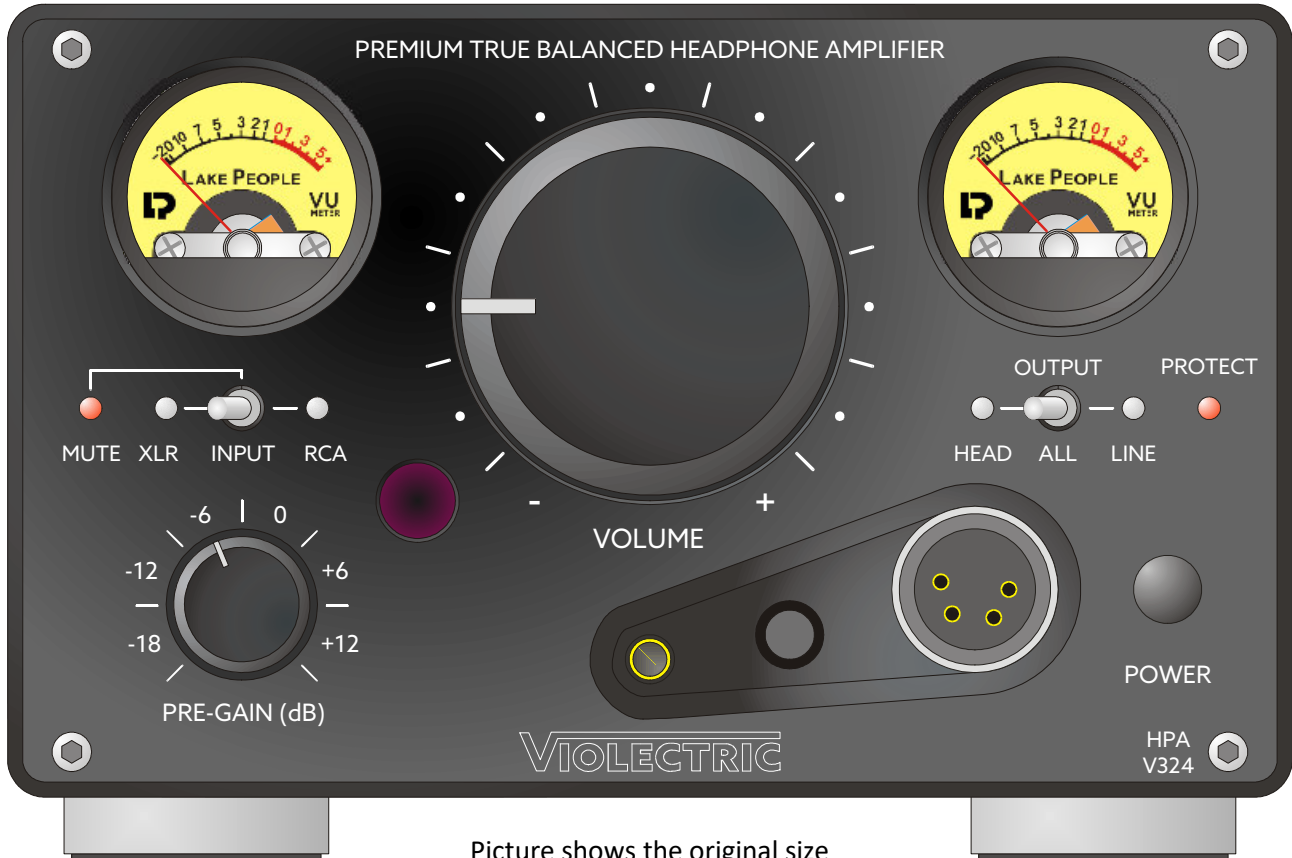 PREMIUM TRUE BALANCED HEADPHONE AMPLIFIER
-20 10 7 5 3 2 1 0 1 3 5+
LAKE PEOPLE
LP VU
METER
-20 10 7 5 3 2 1 0 1 3 5+
LAKE PEOPLE
LP VU
METER
MUTE XLR INPUT RCA
OUTPUT PROTECT
HEAD ALL LINE
- +
VOLUME
-6 0
-12 +6
-18 +12
PRE-GAIN (dB)
POWER
VIOLECTRIC
HPA
V324
Picture shows the original size